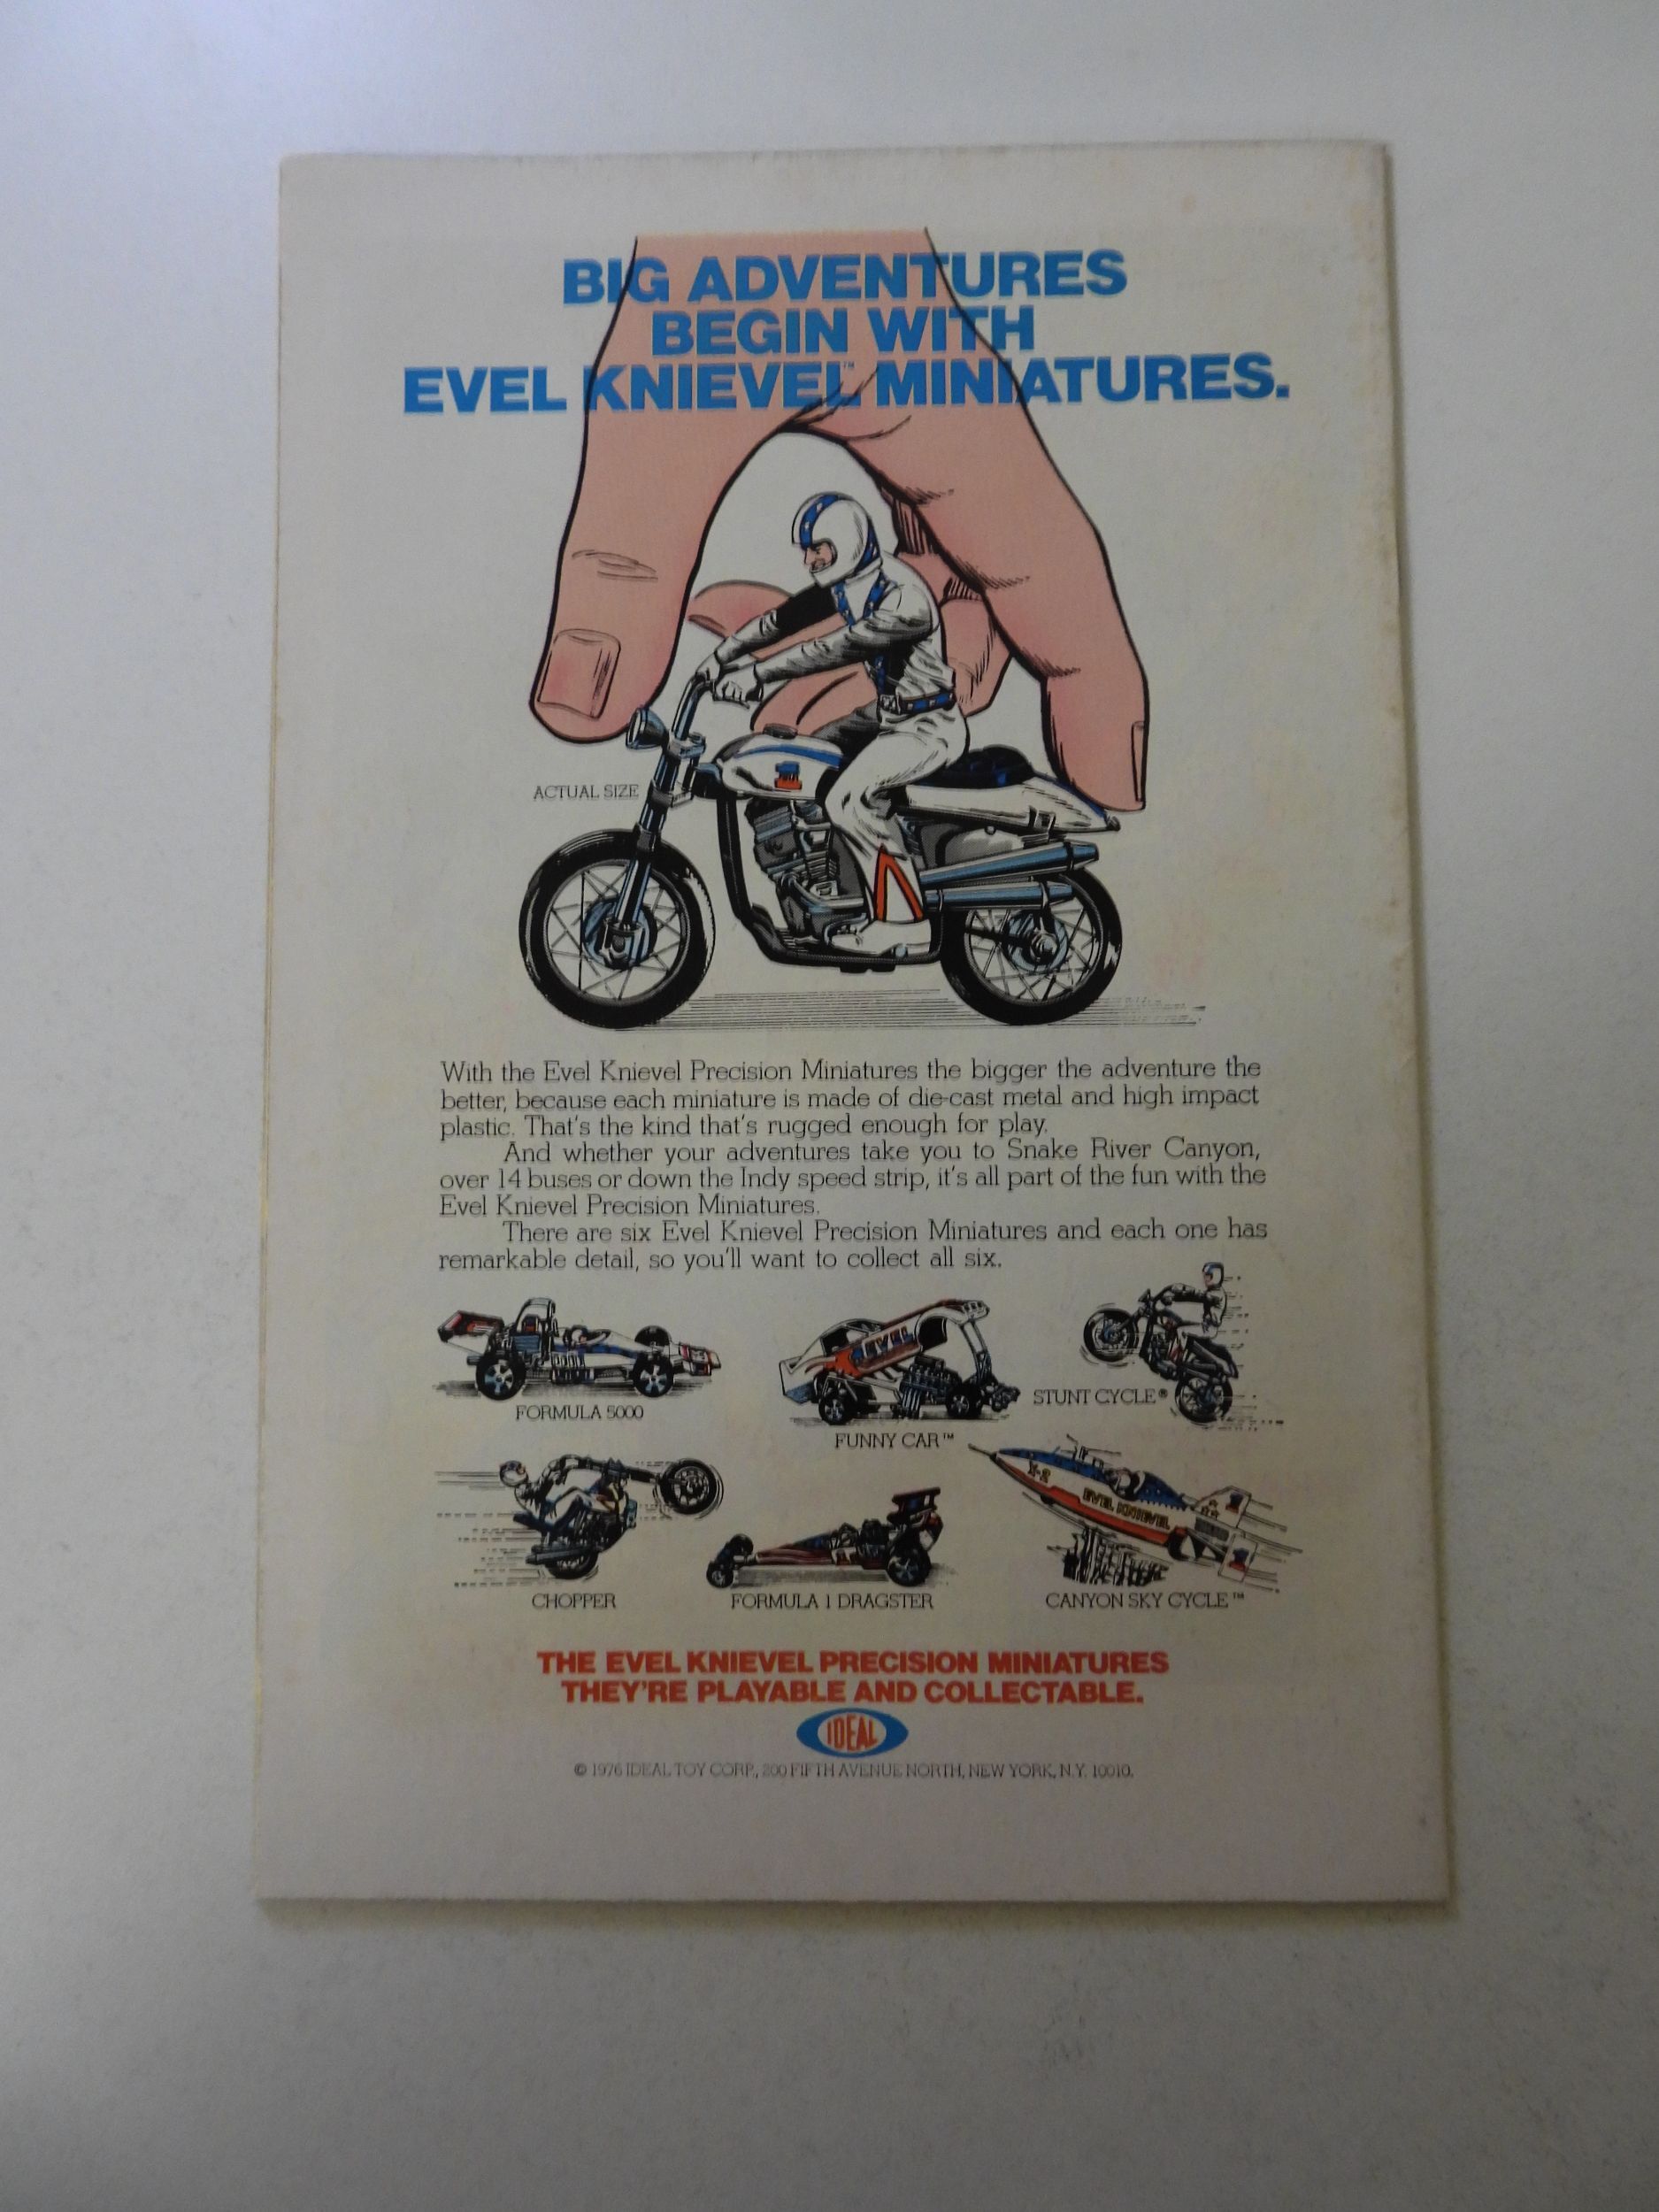 BIG ADVENTURES
BEGIN WITH
EVEL KNIEVEL™ MINIATURES.
ACTUAL SIZE
With the Evel Knievel Precision Miniatures the bigger the adventure the
better, because each miniature is made of die-cast metal and high impact
plastic. That's the kind that's rugged enough for play.
And whether your adventures take you to Snake River Canyon,
over 14 buses or down the Indy speed strip, it's all part of the fun with the
Evel Knievel Precision Miniatures.
There are six Evel Knievel Precision Miniatures and each one has
remarkable detail, so you'll want to collect all six.
EVEL
STUNT CYCLE®
FORMULA 5000
FUNNY CAR™
X-2
EVEL KNIEVEL
CHOPPER
FORMULA 1 DRAGSTER
CANYON SKY CYCLE™
THE EVEL KNIEVEL PRECISION MINIATURES
THEY'RE PLAYABLE AND COLLECTABLE.
IDEAL
© 1976 IDEAL TOY CORP., 200 FIFTH AVENUE NORTH, NEW YORK, N.Y. 10010.